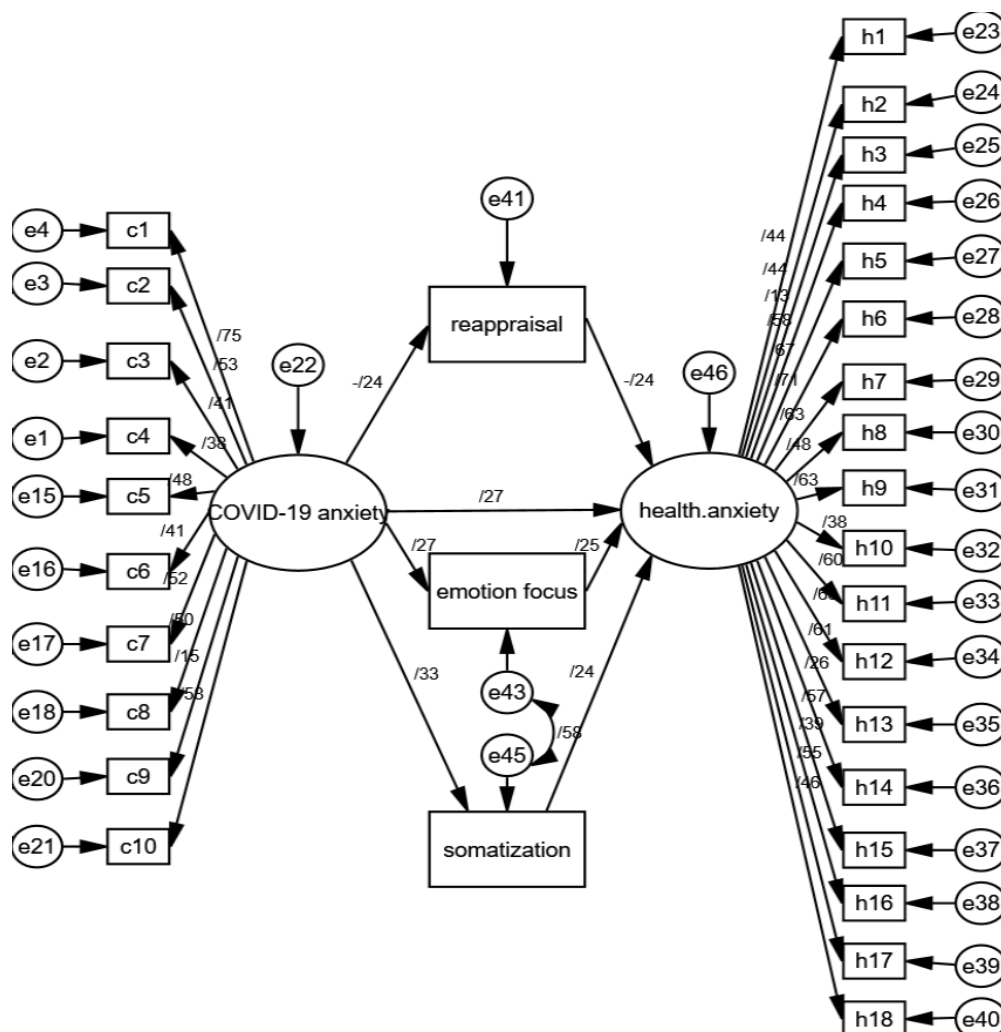 e4
c1
e3
c2
e2
c3
e1
c4
e15
c5
e16
c6
e17
c7
e18
c8
e20
c9
e21
c10
/75
/53
/41
/38
/48
/41
/52
/50
/15
/53
e22
COVID-19 anxiety
-/24
/27
/27
/33
e41
reappraisal
emotion focus
e43
/58
e45
somatization
-/24
/25
/24
e46
health.anxiety
/44
/44
/13
/58
/67
/71
/63
/48
/63
/38
/60
/61
/26
/57
/39
/55
/46
h1
e23
h2
e24
h3
e25
h4
e26
h5
e27
h6
e28
h7
e29
h8
e30
h9
e31
h10
e32
h11
e33
h12
e34
h13
e35
h14
e36
h15
e37
h16
e38
h17
e39
h18
e40